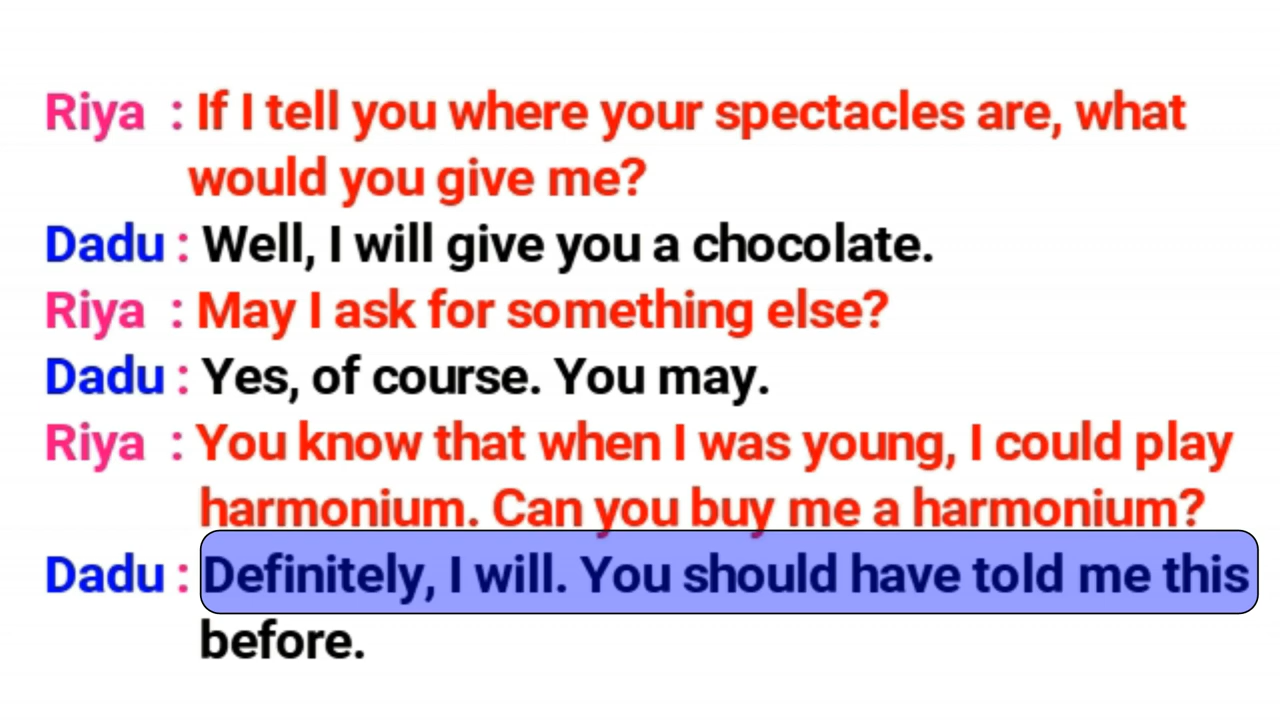 Riya : If I tell you where your spectacles are, what
would you give me?
Dadu : Well, I will give you a chocolate.
Riya : May I ask for something else?
Dadu : Yes, of course. You may.
Riya : You know that when I was young, I could play
harmonium. Can you buy me a harmonium?
Dadu : Definitely, I will. You should have told me this
before.